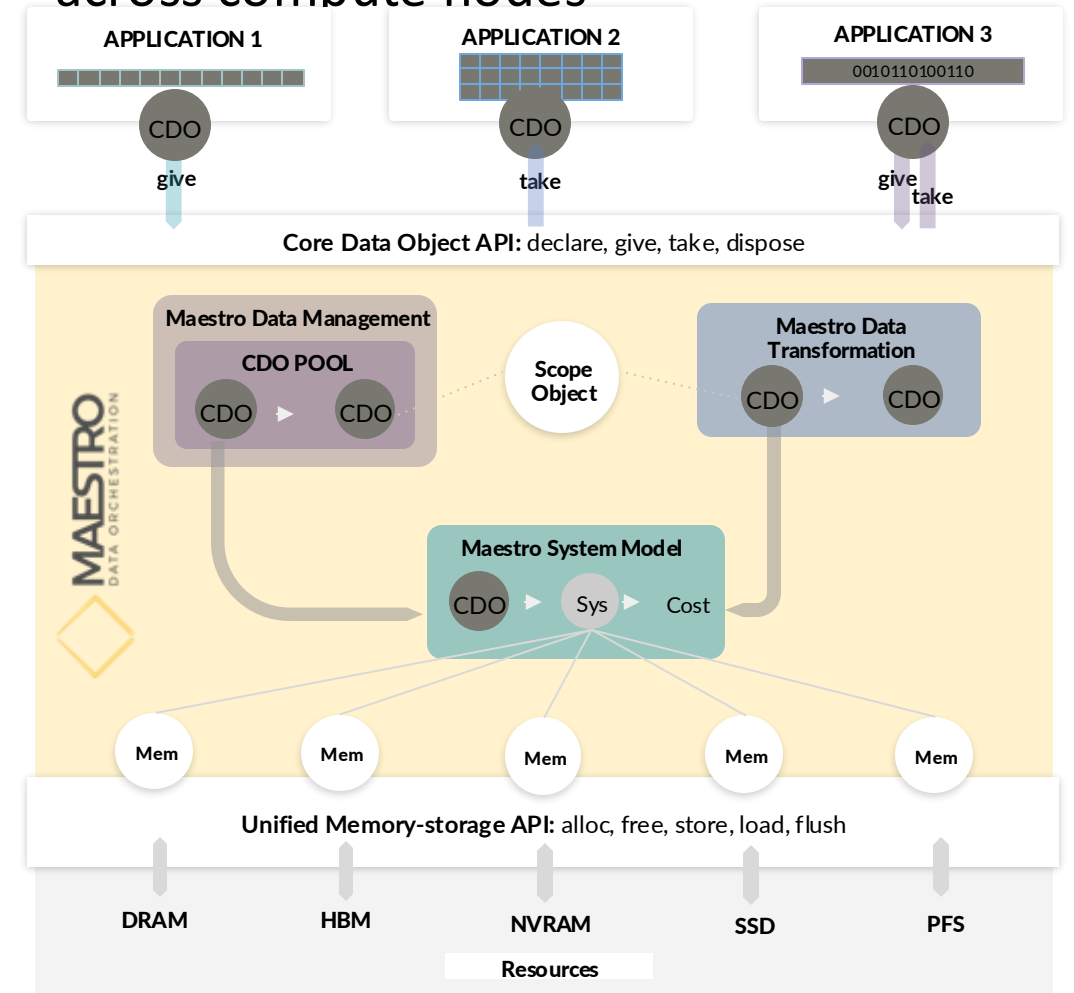 across compute nodes
APPLICATION 1
APPLICATION 2
APPLICATION 3
0010110100110
CDO
CDO
CDO
give
take
give
take
Core Data Object API: declare, give, take, dispose
Maestro Data Management
CDO POOL
CDO
CDO
Scope
Object
Maestro Data
Transformation
CDO
CDO
MAESTRO
DATA ORCHESTRATION
Maestro System Model
CDO
Sys
Cost
Mem
Mem
Mem
Mem
Mem
Unified Memory-storage API: alloc, free, store, load, flush
DRAM
HBM
NVRAM
SSD
PFS
Resources